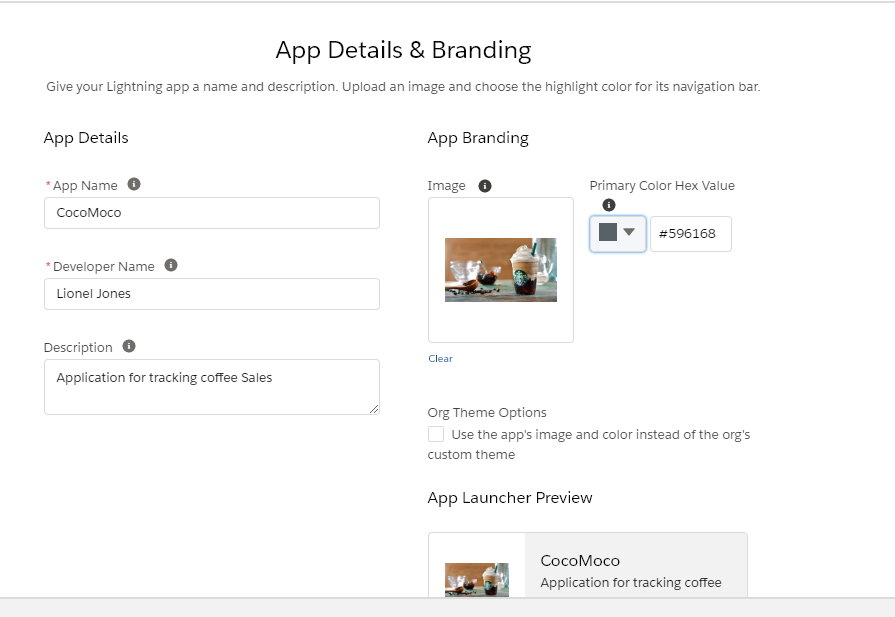 App Details & Branding
Give your Lightning app a name and description. Upload an image and choose the highlight color for its navigation bar.
App Details
* App Name
CocoMoco
* Developer Name
Lionel Jones
Description
Application for tracking coffee Sales
App Branding
Image
Primary Color Hex Value
#596168
Clear
Org Theme Options
Use the app's image and color instead of the org's
custom theme
App Launcher Preview
CocoMoco
Application for tracking coffee